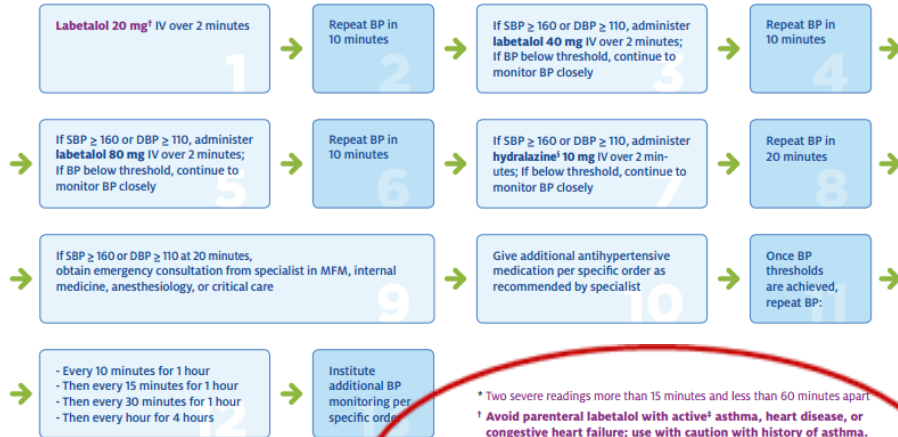 Labetalol 20 mg† IV over 2 minutes
1
Repeat BP in
10 minutes
2
If SBP ≥ 160 or DBP ≥ 110, administer
labetalol 40 mg IV over 2 minutes;
If BP below threshold, continue to
monitor BP closely
3
Repeat BP in
10 minutes
4
If SBP ≥ 160 or DBP ≥ 110, administer
labetalol 80 mg IV over 2 minutes;
If BP below threshold, continue to
monitor BP closely
5
Repeat BP in
10 minutes
6
If SBP ≥ 160 or DBP ≥ 110, administer
hydralazine§ 10 mg IV over 2 min-
utes; If below threshold, continue to
monitor BP closely
7
Repeat BP in
20 minutes
8
If SBP ≥ 160 or DBP ≥ 110 at 20 minutes,
obtain emergency consultation from specialist in MFM, internal
medicine, anesthesiology, or critical care
9
Give additional antihypertensive
medication per specific order as
recommended by specialist
10
Once BP
thresholds
are achieved,
repeat BP:
11
- Every 10 minutes for 1 hour
- Then every 15 minutes for 1 hour
- Then every 30 minutes for 1 hour
- Then every hour for 4 hours
12
Institute
additional BP
monitoring per
specific order
13
* Two severe readings more than 15 minutes and less than 60 minutes apart
† Avoid parenteral labetalol with active‡ asthma, heart disease, or
congestive heart failure; use with caution with history of asthma.